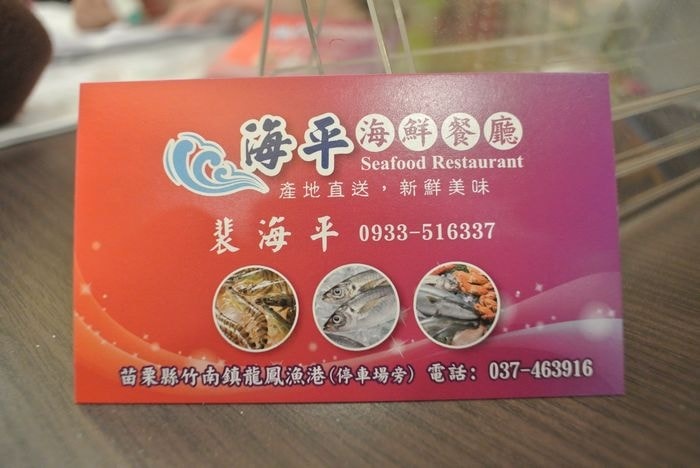 海平海鮮餐廳
Seafood Restaurant
產地直送，新鮮美味
裴海平 0933-516337
苗栗縣竹南鎮龍鳳漁港(停車場旁) 電話: 037-463916